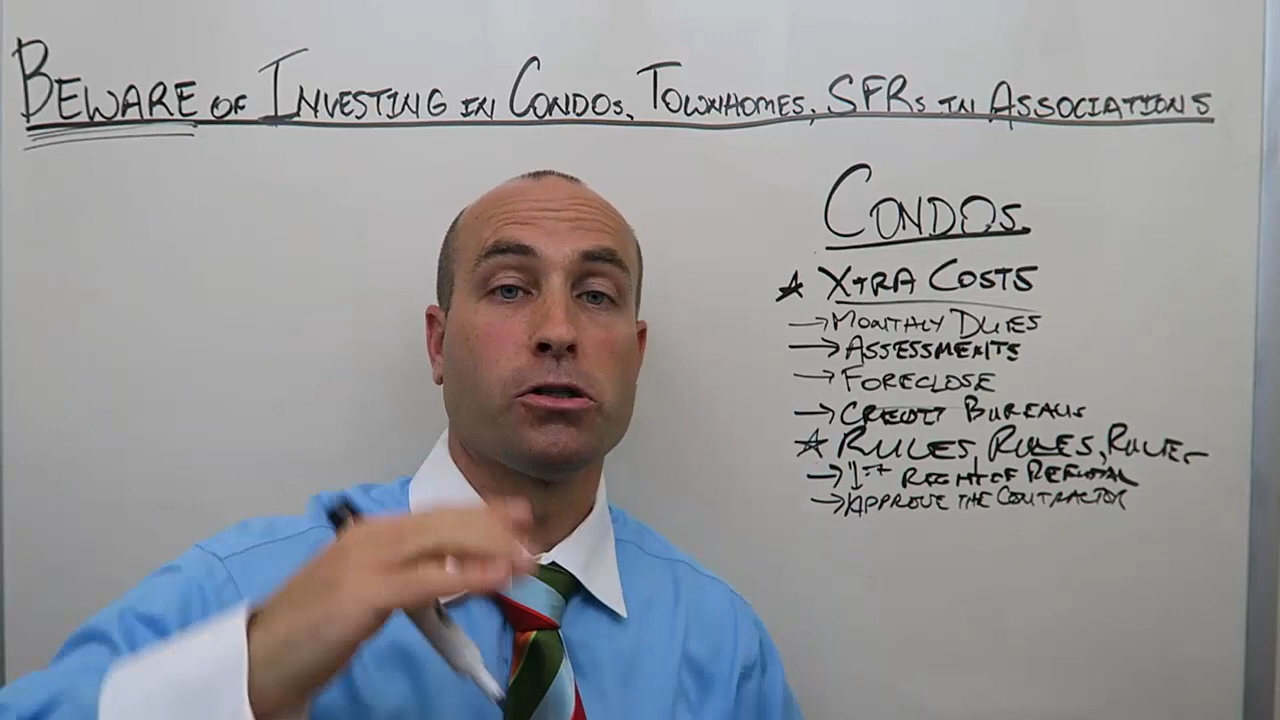 BEWARE OF INVESTING IN CONDOS, TOWNHOMES, SFRS IN ASSOCIATIONS
CONDOS
XTRA COSTS
→ MONTHLY DUES
→ ASSESSMENTS
→ FORECLOSE
→ CREDIT BUREAUS
RULES, RULES, RULES
→ 1ST RIGHT OF REFUSAL
→ APPROVE THE CONTRACTOR